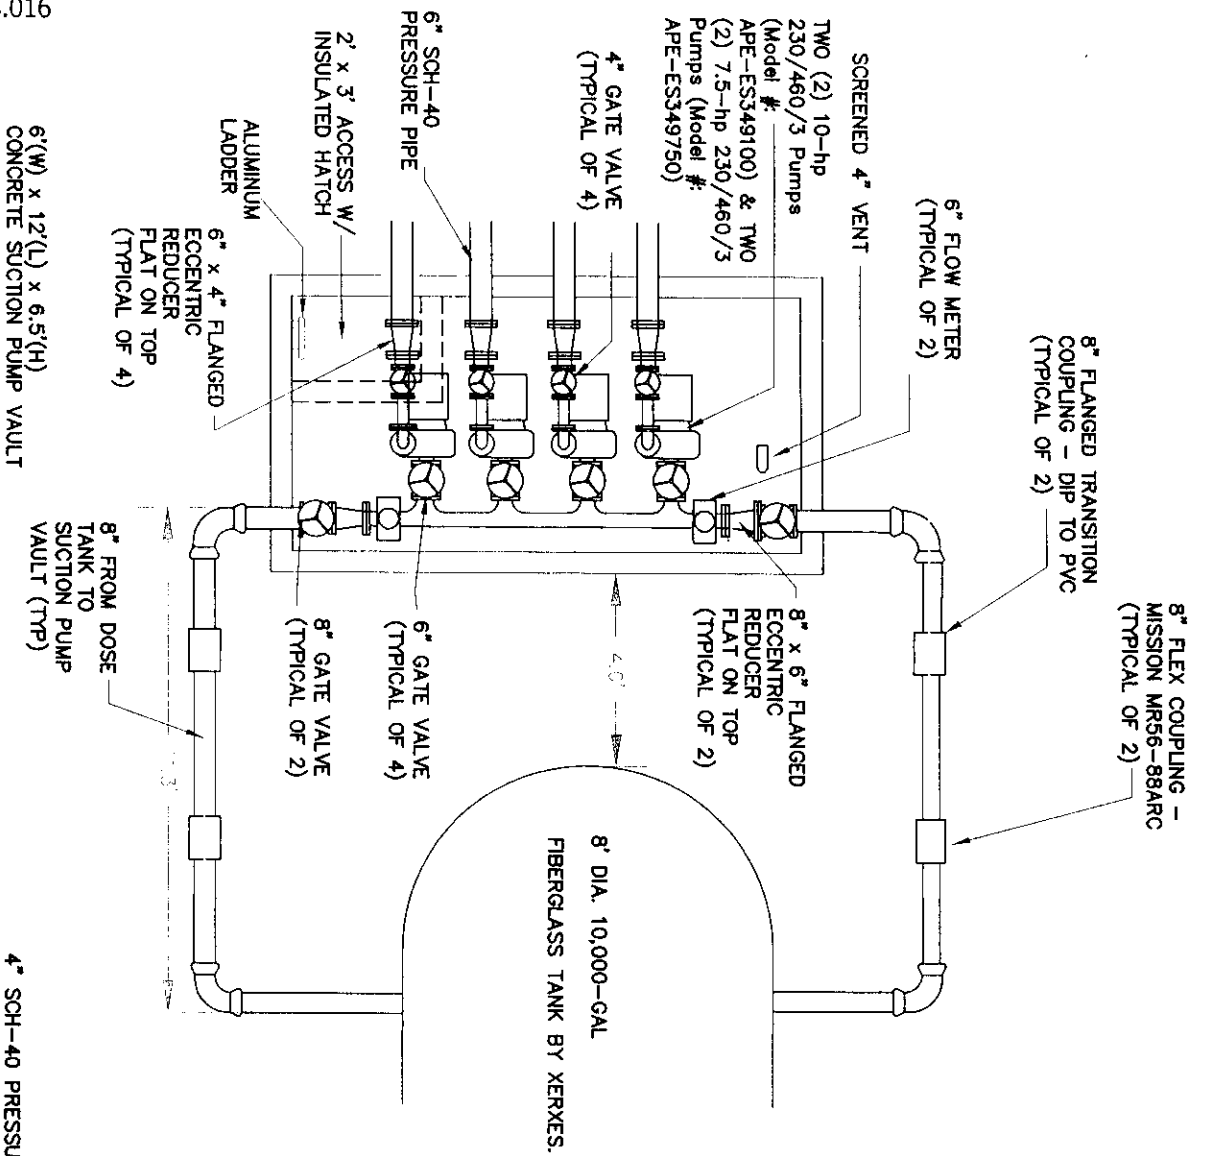 .016
TWO (2) 10-hp
230/460/3 Pumps
(Model #:
APE-ES349100) & TWO
(2) 7.5-hp 230/460/3
Pumps (Model #:
APE-ES349750)
SCREENED 4" VENT
6" FLOW METER
(TYPICAL OF 2)
8" FLANGED TRANSITION
COUPLING - DIP TO PVC
(TYPICAL OF 2)
8" FLEX COUPLING -
MISSION MR56-88ARC
(TYPICAL OF 2)
4" GATE VALVE
(TYPICAL OF 4)
6" SCH-40
PRESSURE PIPE
2' x 3' ACCESS W/
INSULATED HATCH
ALUMINUM
LADDER
6" x 4" FLANGED
ECCENTRIC
REDUCER
FLAT ON TOP
(TYPICAL OF 4)
6'(W) x 12'(L) x 6.5'(H)
CONCRETE SUCTION PUMP VAULT
8" x 6" FLANGED
ECCENTRIC
REDUCER
FLAT ON TOP
(TYPICAL OF 2)
6" GATE VALVE
(TYPICAL OF 4)
8" GATE VALVE
(TYPICAL OF 2)
8" FROM DOSE
TANK TO
SUCTION PUMP
VAULT (TYP)
8' DIA. 10,000-GAL
FIBERGLASS TANK BY XERXES.
4" SCH-40 PRESSU